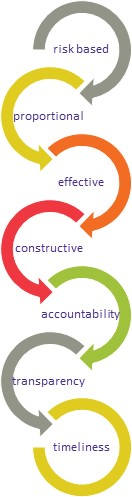 risk based
proportional
effective
constructive
accountability
transparency
timeliness